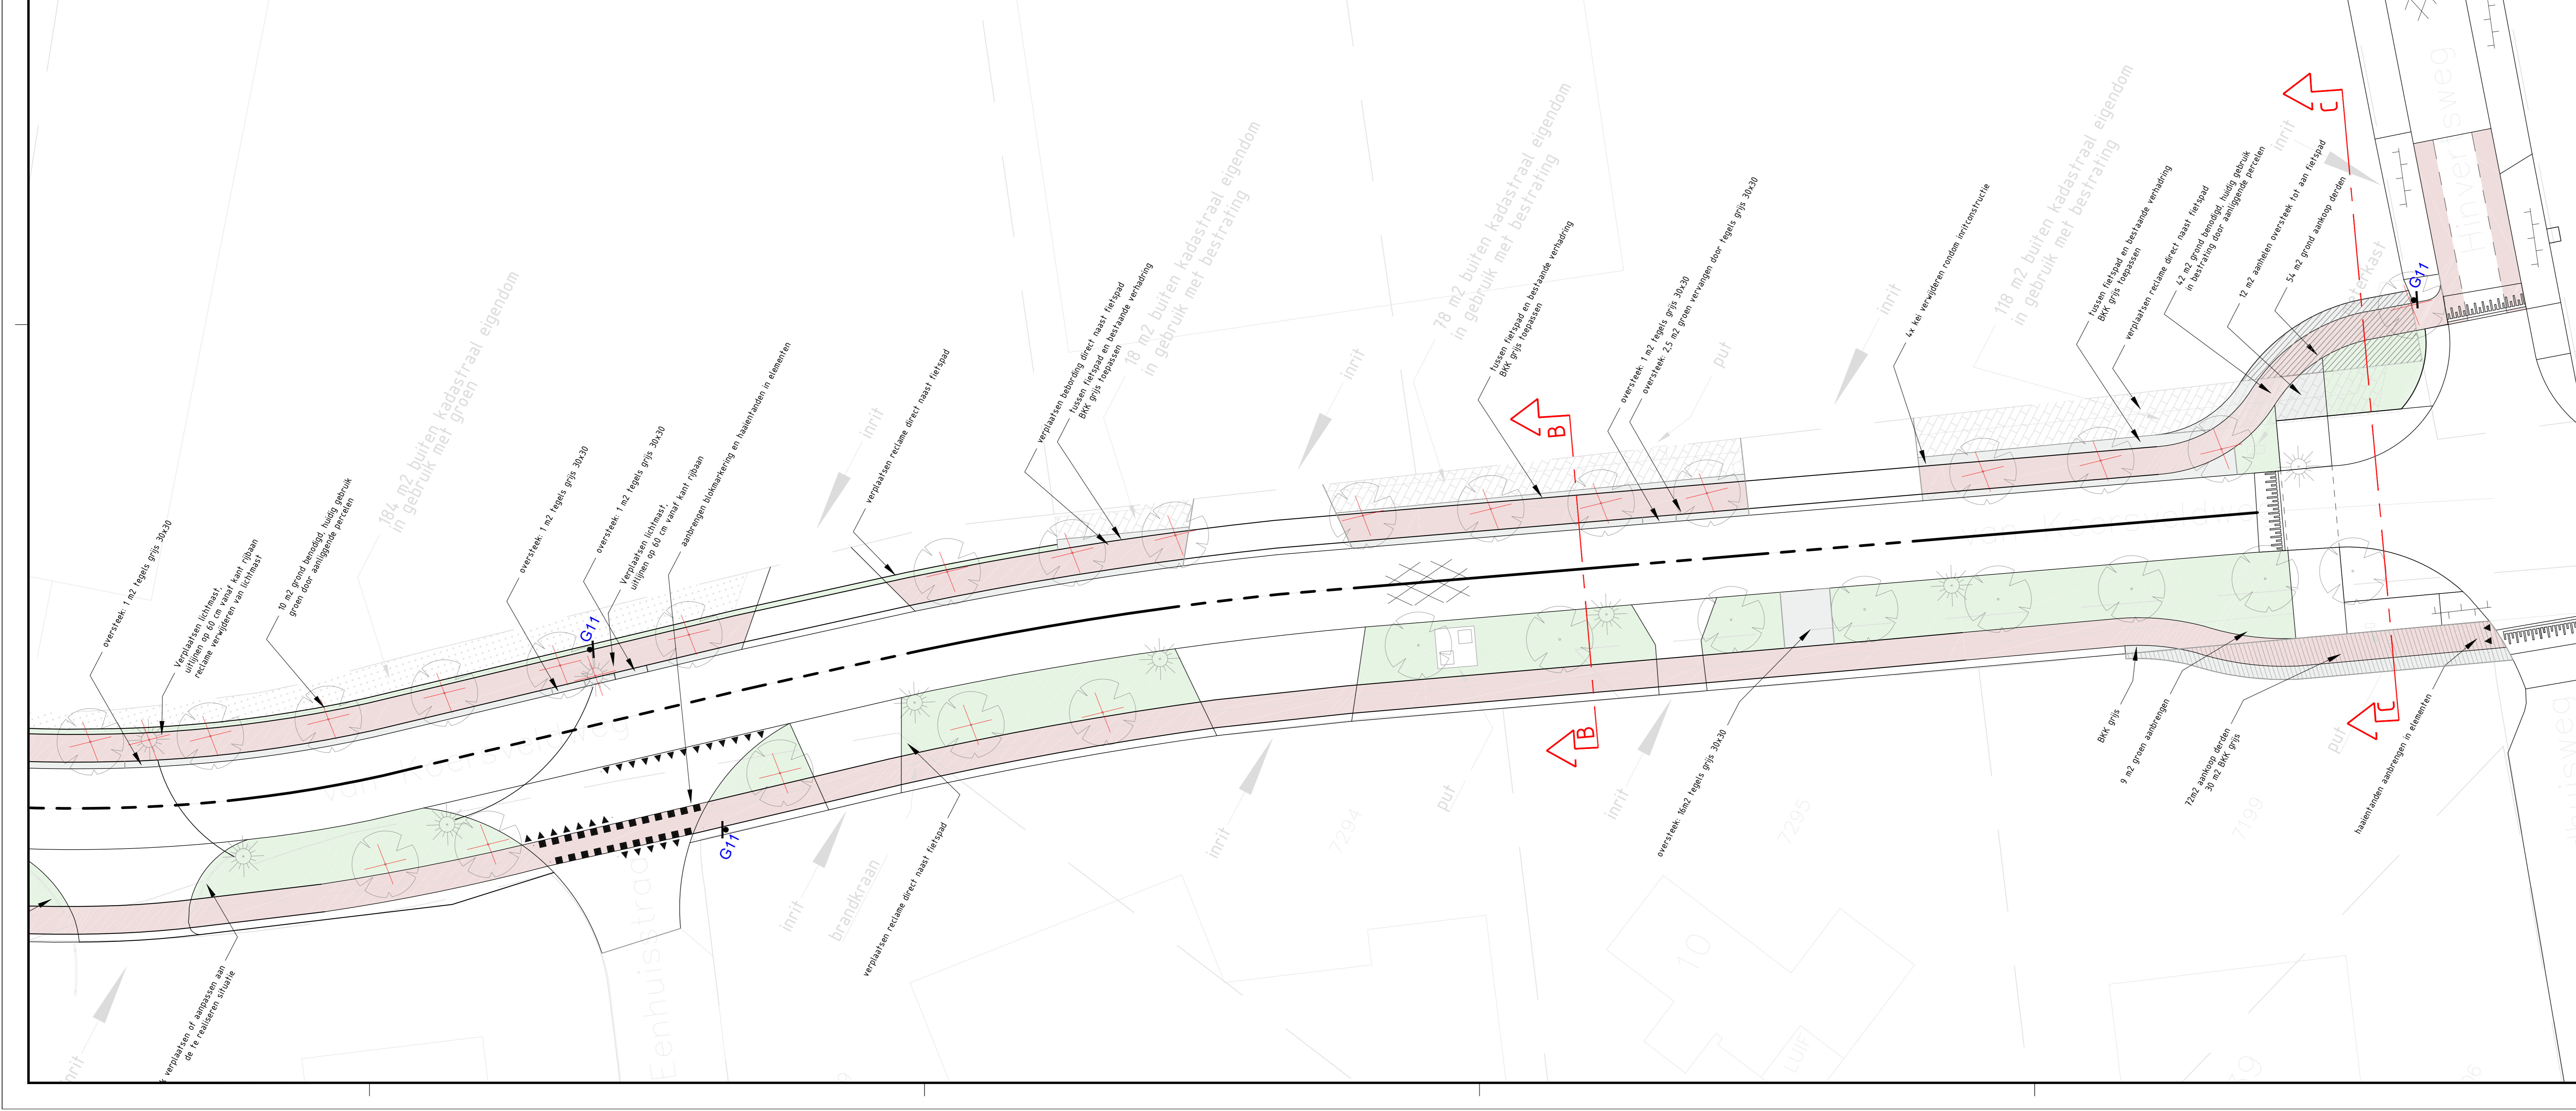 oversteek: 1 m2 tegels grijs 30x30
Verplaatsen lichtmast,
uitlijnen op 60 cm vanaf kant rijbaan
reclame verwijderen van lichtmast
10 m2 grond benodigd, huidig gebruik
groen door aanliggende percelen
184 m2 buiten kadastraal eigendom
in gebruik met groen
oversteek: 1 m2 tegels grijs 30x30
oversteek: 1 m2 tegels grijs 30x30
Verplaatsen lichtmast,
uitlijnen op 60 cm vanaf kant rijbaan
aanbrengen blokmarkering en haaientanden in elementen
inrit
verplaatsen reclame direct naast fietspad
verplaatsen bebording direct naast fietspad
tussen fietspad en bestaande verhadring
BKK grijs toepassen
18 m2 buiten kadastraal eigendom
in gebruik met bestrating
inrit
78 m2 buiten kadastraal eigendom
in gebruik met bestrating
tussen fietspad en bestaande verhadring
BKK grijs toepassen
oversteek: 1 m2 tegels grijs 30x30
oversteek: 2,5 m2 groen vervangen door tegels grijs 30x30
put
inrit
4x kei verwijderen rondom inritconstructie
118 m2 buiten kadastraal eigendom
in gebruik met bestrating
tussen fietspad en bestaande verhadring
BKK grijs toepassen
verplaatsen reclame direct naast fietspad
42 m2 grond benodigd, huidig gebruik
in bestrating door aanliggende percelen
12 m2 aanhelen oversteek tot aan fietspad
54 m2 grond aankoop derden
inrit
C
G11
G11
B
B
C
G11
verplaatsen of aanpassen aan
de te realiseren situatie
inrit
inrit
brandkraan
verplaatsen reclame direct naast fietspad
inrit
7294
put
inrit
oversteek: 16m2 tegels grijs 30x30
7295
10
BKK grijs
9 m2 groen aanbrengen
72m2 aankoop derden
30 m2 BKK grijs
7199
put
haaientanden aanbrengen in elementen